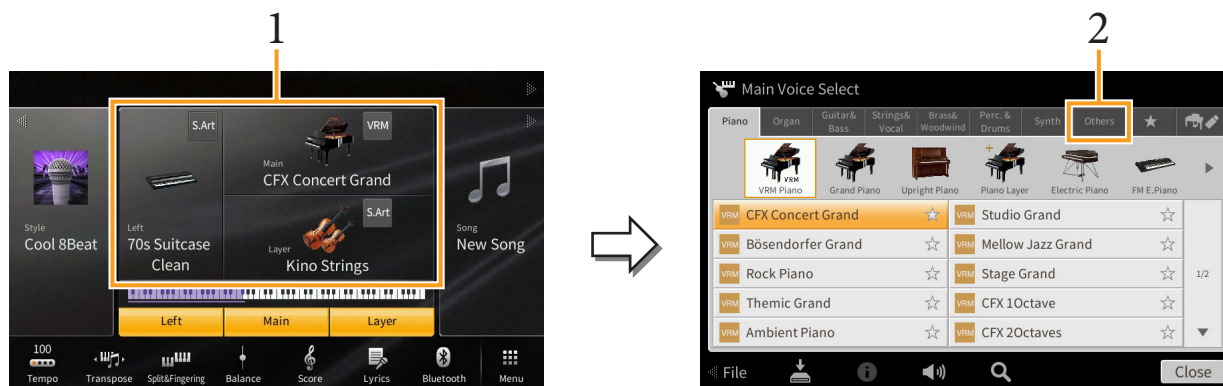 1
S.Art
VRM
Main
CFX Concert Grand
Style
Cool 8Beat
Left
70s Suitcase
Clean
S.Art
Layer
Kino Strings
Song
New Song
Left
Main
Layer
100
Tempo
Transpose
Split&Fingering
Balance
Score
Lyrics
Bluetooth
Menu
2
Main Voice Select
Piano
Organ
Guitar&
Bass
Strings&
Vocal
Brass&
Woodwind
Perc. &
Drums
Synth
Others
VRM
VRM Piano
Grand Piano
Upright Piano
Piano Layer
Electric Piano
FM E.Piano
VRM CFX Concert Grand
VRM Studio Grand
VRM Bösendorfer Grand
VRM Mellow Jazz Grand
VRM Rock Piano
VRM Stage Grand
1/2
VRM Themic Grand
VRM CFX 1Octave
VRM Ambient Piano
VRM CFX 2Octaves
File
Close